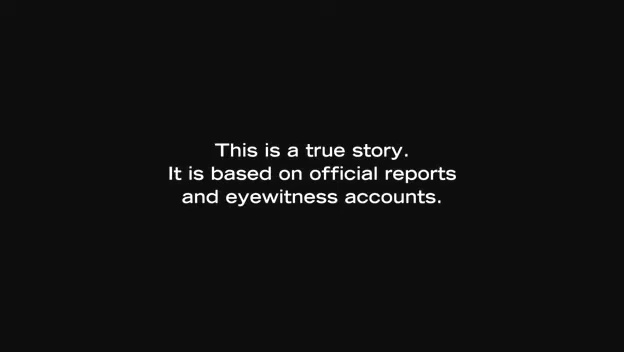 This is a true story.
It is based on official reports
and eyewitness accounts.